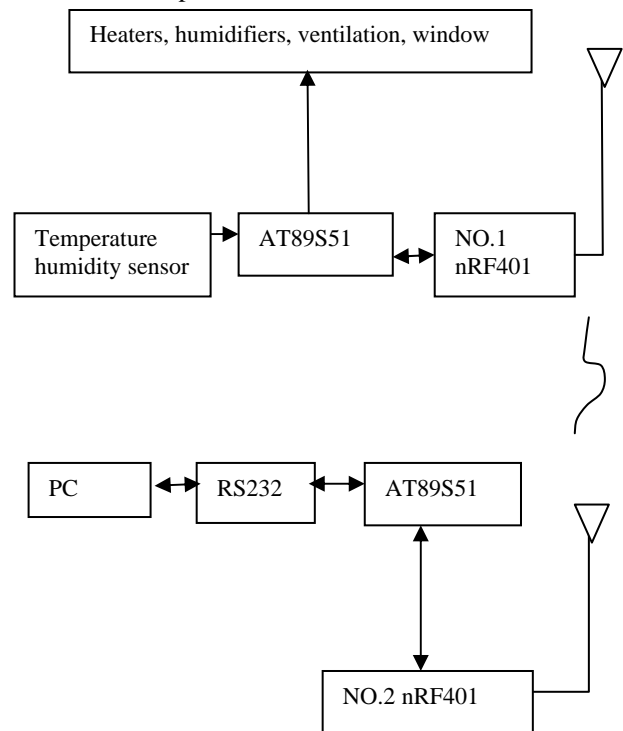 Heaters, humidifiers, ventilation, window
Temperature
humidity sensor
AT89S51
NO.1
nRF401
PC
RS232
AT89S51
NO.2 nRF401